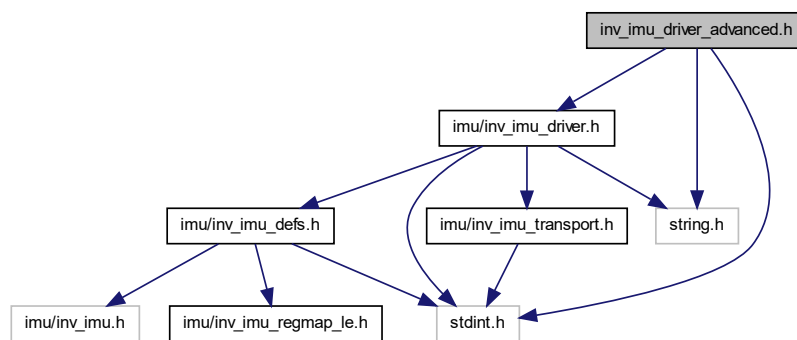 inv_imu_driver_advanced.h
imu/inv_imu_driver.h
imu/inv_imu_defs.h
imu/inv_imu_transport.h
string.h
imu/inv_imu.h
imu/inv_imu_regmap_le.h
stdint.h